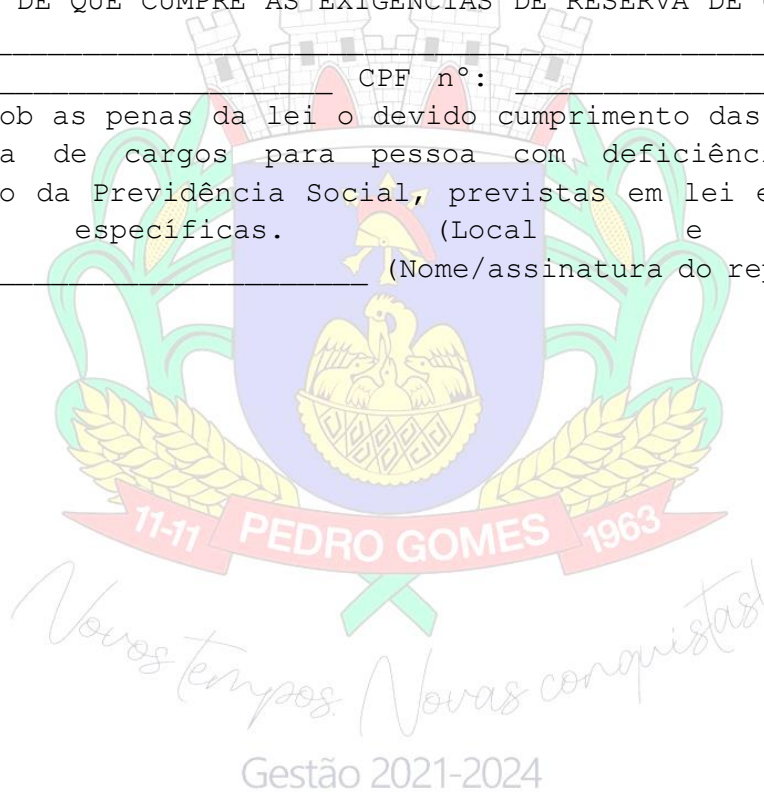 DE QUE CUMPRE AS EXIGÊNCIAS DE RESERVA DE
CPF nº:
ob as penas da lei o devido cumprimento das
a de cargos para pessoa com
o da Previdência Social, previstas em lei e
específicas. (Local e
(Nome/assinatura do
11-11 PEDRO GOMES 1963
Novos tempos. Novas conquistas!
Gestão 2021-2024